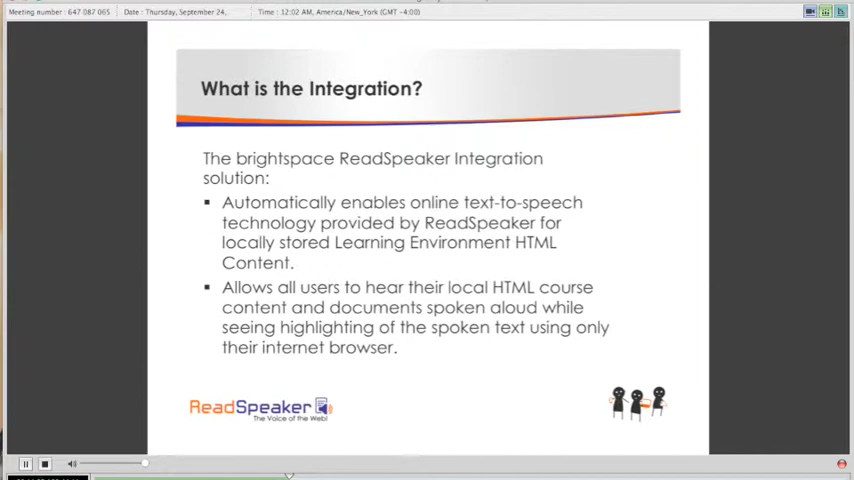 Meeting number: 647 087 065 Date: Thursday, September 24, Time: 12:02 AM, America/New_York (GMT -4:00)
What is the Integration?
The brightspace ReadSpeaker Integration
solution:
▪ Automatically enables online text-to-speech
technology provided by ReadSpeaker for
locally stored Learning Environment HTML
Content.
▪ Allows all users to hear their local HTML course
content and documents spoken aloud while
seeing highlighting of the spoken text using only
their internet browser.
ReadSpeaker
The Voice of the Web!